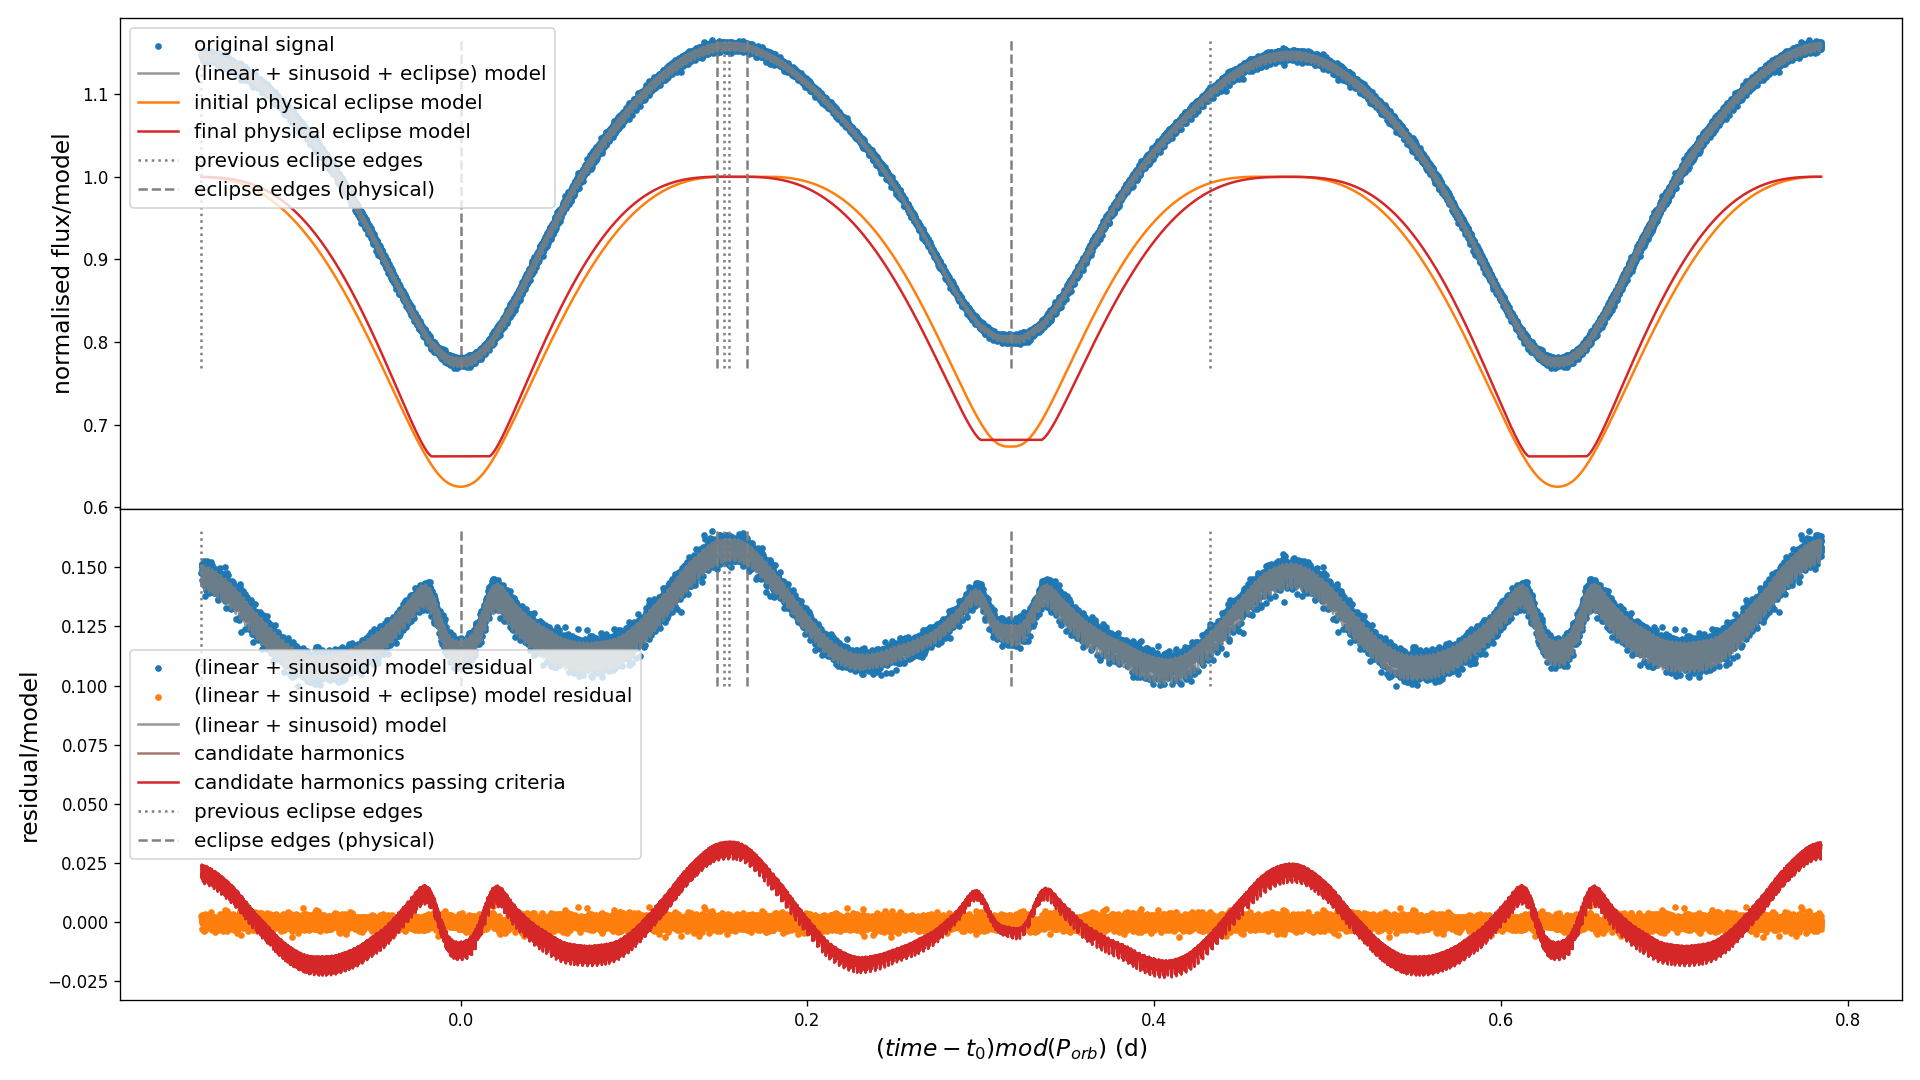 normalised flux/model
1.1
1.0
0.9
0.8
0.7
0.6
original signal
(linear + sinusoid + eclipse) model
initial physical eclipse model
final physical eclipse model
previous eclipse edges
eclipse edges (physical)
residual/model
0.150
0.125
0.100
0.075
0.050
0.025
0.000
−0.025
(linear + sinusoid) model residual
(linear + sinusoid + eclipse) model residual
(linear + sinusoid) model
candidate harmonics
candidate harmonics passing criteria
previous eclipse edges
eclipse edges (physical)
0.0 0.2 0.4 0.6 0.8
(time − t₀)mod(Pₒᵣb) (d)